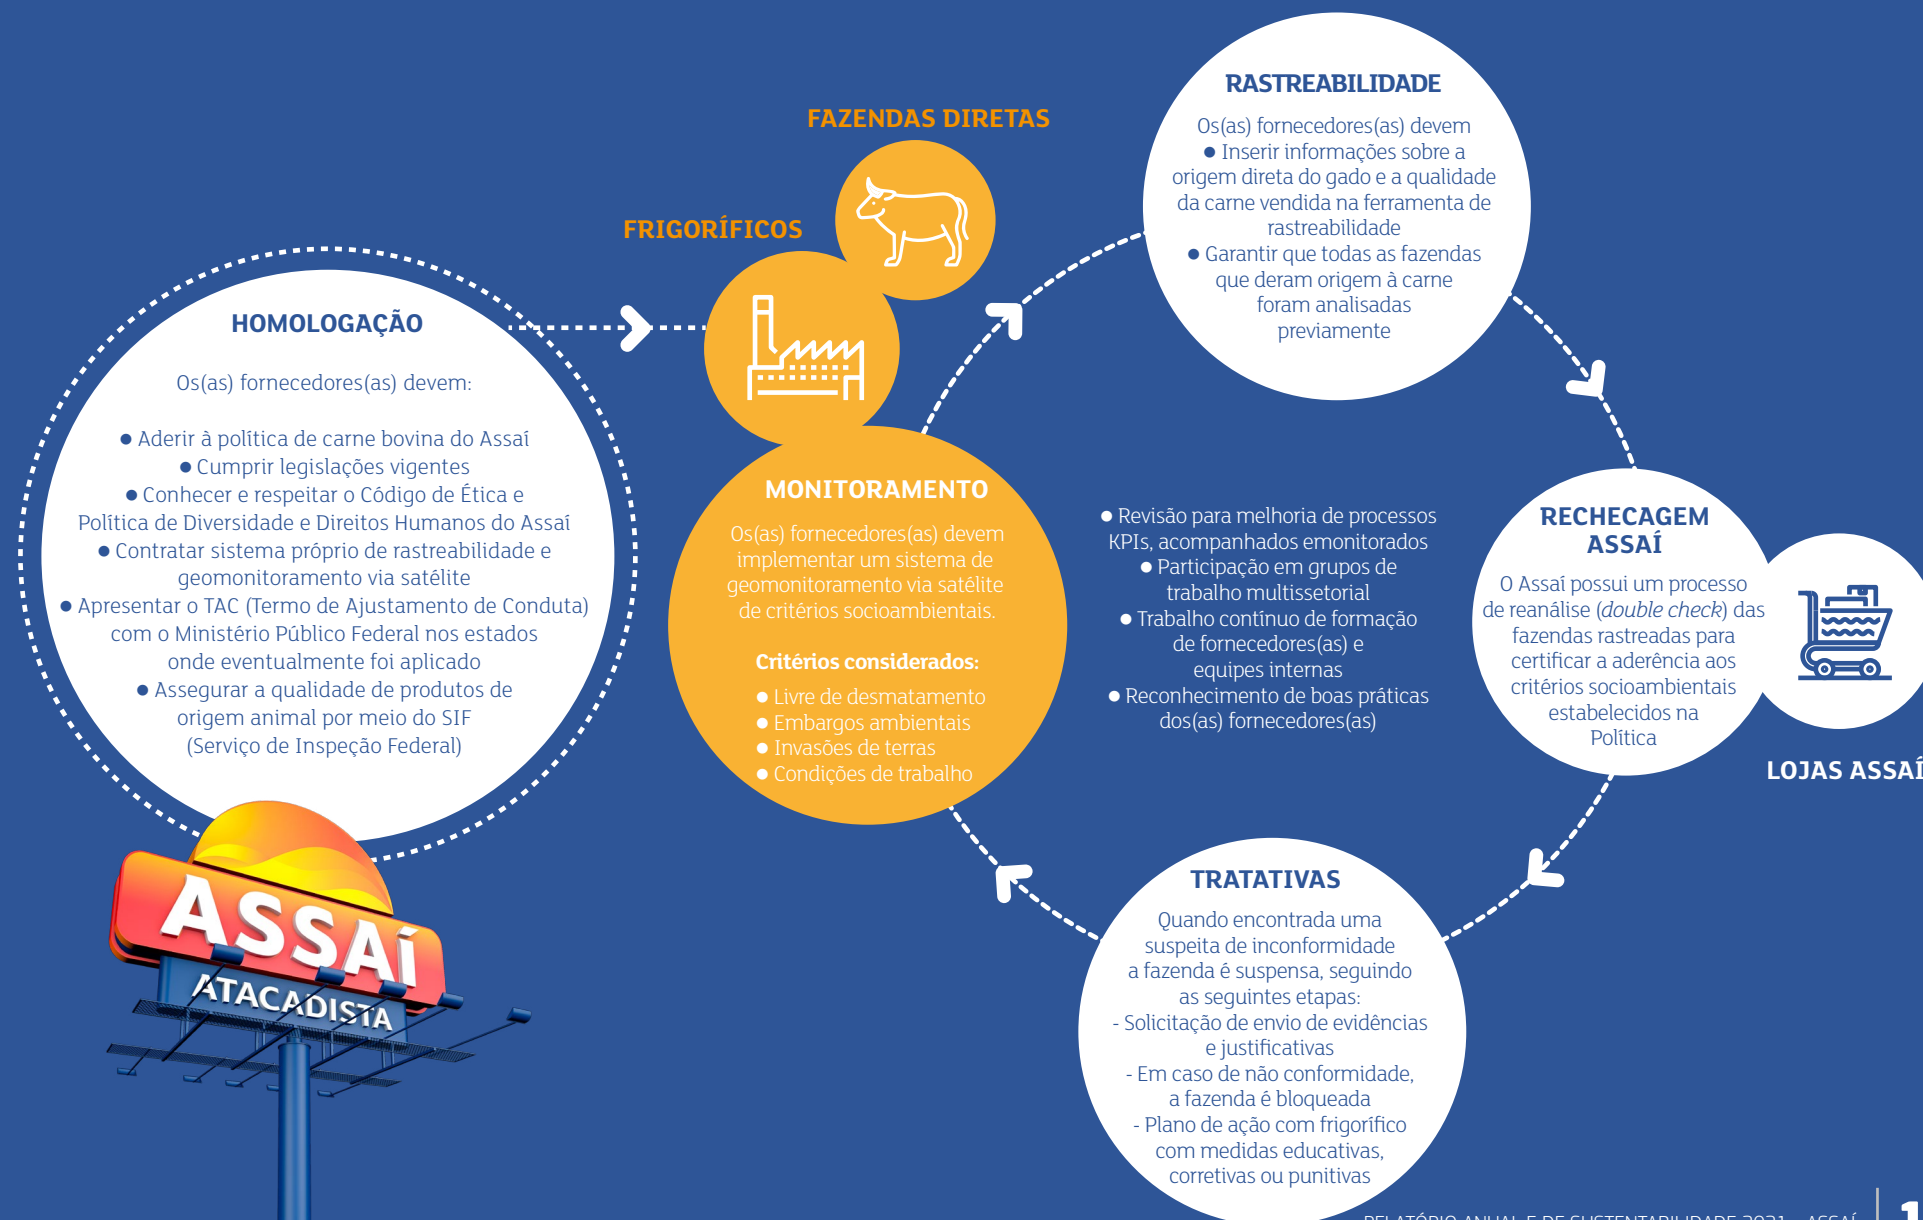 HOMOLOGAÇÃO
Os(as) fornecedores(as) devem:
● Aderir à política de carne bovina do Assaí
● Cumprir legislações vigentes
● Conhecer e respeitar o Código de Ética e
Política de Diversidade e Direitos Humanos do Assaí
● Contratar sistema próprio de rastreabilidade e
geomonitoramento via satélite
● Apresentar o TAC (Termo de Ajustamento de Conduta)
com o Ministério Público Federal nos estados
onde eventualmente foi aplicado
● Assegurar a qualidade de produtos de
origem animal por meio do SIF
(Serviço de Inspeção Federal)
ASSAÍ
ATACADISTA
FRIGORÍFICOS
FAZENDAS DIRETAS
MONITORAMENTO
Os(as) fornecedores(as) devem
implementar um sistema de
geomonitoramento via satélite
de critérios socioambientais.
Critérios considerados:
● Livre de desmatamento
● Embargos ambientais
● Invasões de terras
● Condições de trabalho
RASTREABILIDADE
Os(as) fornecedores(as) devem
● Inserir informações sobre a
origem direta do gado e a qualidade
da carne vendida na ferramenta de
rastreabilidade
● Garantir que todas as fazendas
que deram origem à carne
foram analisadas
previamente
● Revisão para melhoria de processos
KPIs, acompanhados emonitorados
● Participação em grupos de
trabalho multissetorial
● Trabalho contínuo de formação
de fornecedores(as) e
equipes internas
● Reconhecimento de boas práticas
dos(as) fornecedores(as)
RECHECAGEM
ASSAÍ
O Assaí possui um processo
de reanálise (double check) das
fazendas rastreadas para
certificar a aderência aos
critérios socioambientais
estabelecidos na
Política
LOJAS ASSAÍ
TRATATIVAS
Quando encontrada uma
suspeita de inconformidade
a fazenda é suspensa, seguindo
as seguintes etapas:
- Solicitação de envio de evidências
e justificativas
- Em caso de não conformidade,
a fazenda é bloqueada
- Plano de ação com frigorífico
com medidas educativas,
corretivas ou punitivas
RELATÓRIO ANUAL E DE SUSTENTABILIDADE 2021 – ASSAÍ